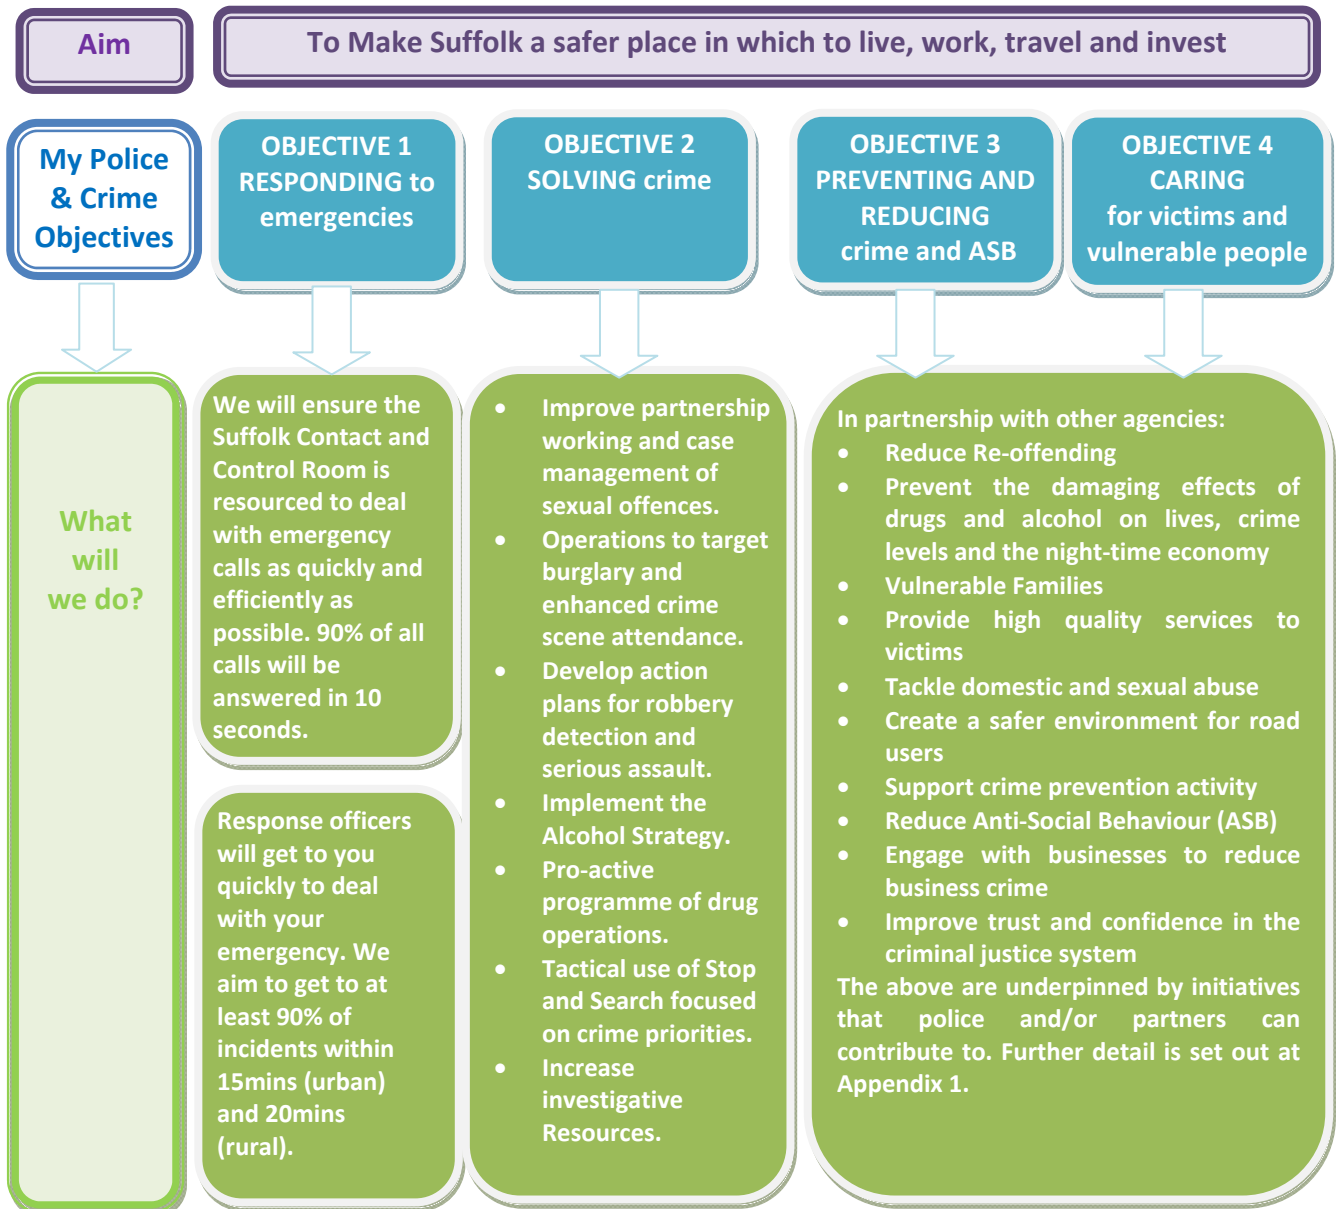 Aim
To Make Suffolk a safer place in which to live, work, travel and invest
My Police
& Crime
Objectives
OBJECTIVE 1
RESPONDING to
emergencies
OBJECTIVE 2
SOLVING crime
OBJECTIVE 3
PREVENTING AND
REDUCING
crime and ASB
OBJECTIVE 4
CARING
for victims and
vulnerable people
What
will
we do?
We will ensure the
Suffolk Contact and
Control Room is
resourced to deal
with emergency
calls as quickly and
efficiently as
possible. 90% of all
calls will be
answered in 10
seconds.
Response officers
will get to you
quickly to deal
with your
emergency. We
aim to get to at
least 90% of
incidents within
15mins (urban)
and 20mins
(rural).
• Improve partnership
working and case
management of
sexual offences.
• Operations to target
burglary and
enhanced crime
scene attendance.
• Develop action
plans for robbery
detection and
serious assault.
• Implement the
Alcohol Strategy.
• Pro-active
programme of drug
operations.
• Tactical use of Stop
and Search focused
on crime priorities.
• Increase
investigative
Resources.
In partnership with other agencies:
• Reduce Re-offending
• Prevent the damaging effects of
drugs and alcohol on lives, crime
levels and the night-time economy
• Vulnerable Families
• Provide high quality services to
victims
• Tackle domestic and sexual abuse
• Create a safer environment for road
users
• Support crime prevention activity
• Reduce Anti-Social Behaviour (ASB)
• Engage with businesses to reduce
business crime
• Improve trust and confidence in the
criminal justice system
The above are underpinned by initiatives
that police and/or partners can
contribute to. Further detail is set out at
Appendix 1.